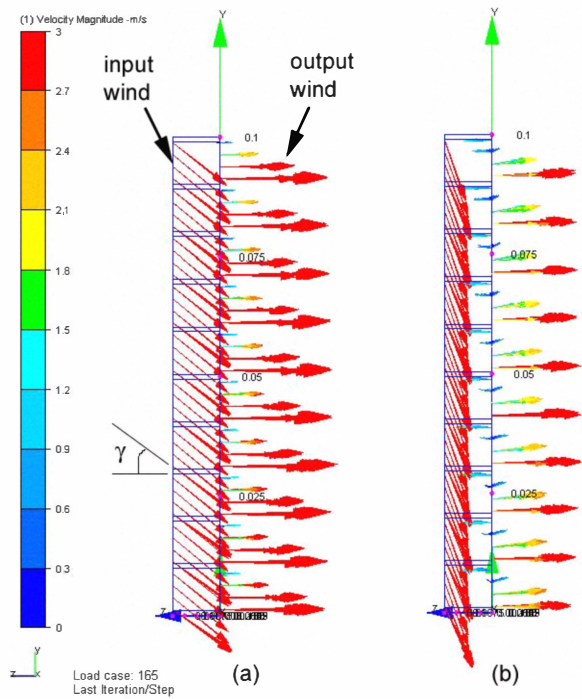 (1) Velocity Magnitude -m/s
3
2.7
2.4
2.1
1.8
1.5
1.2
0.9
0.6
0.3
0
input
wind
output
wind
Y
0.1
0.075
0.05
0.025
γ
Z
(a)
Y
0.1
0.075
0.05
0.025
Z
(b)
y
z x
Load case: 165
Last Iteration/Step